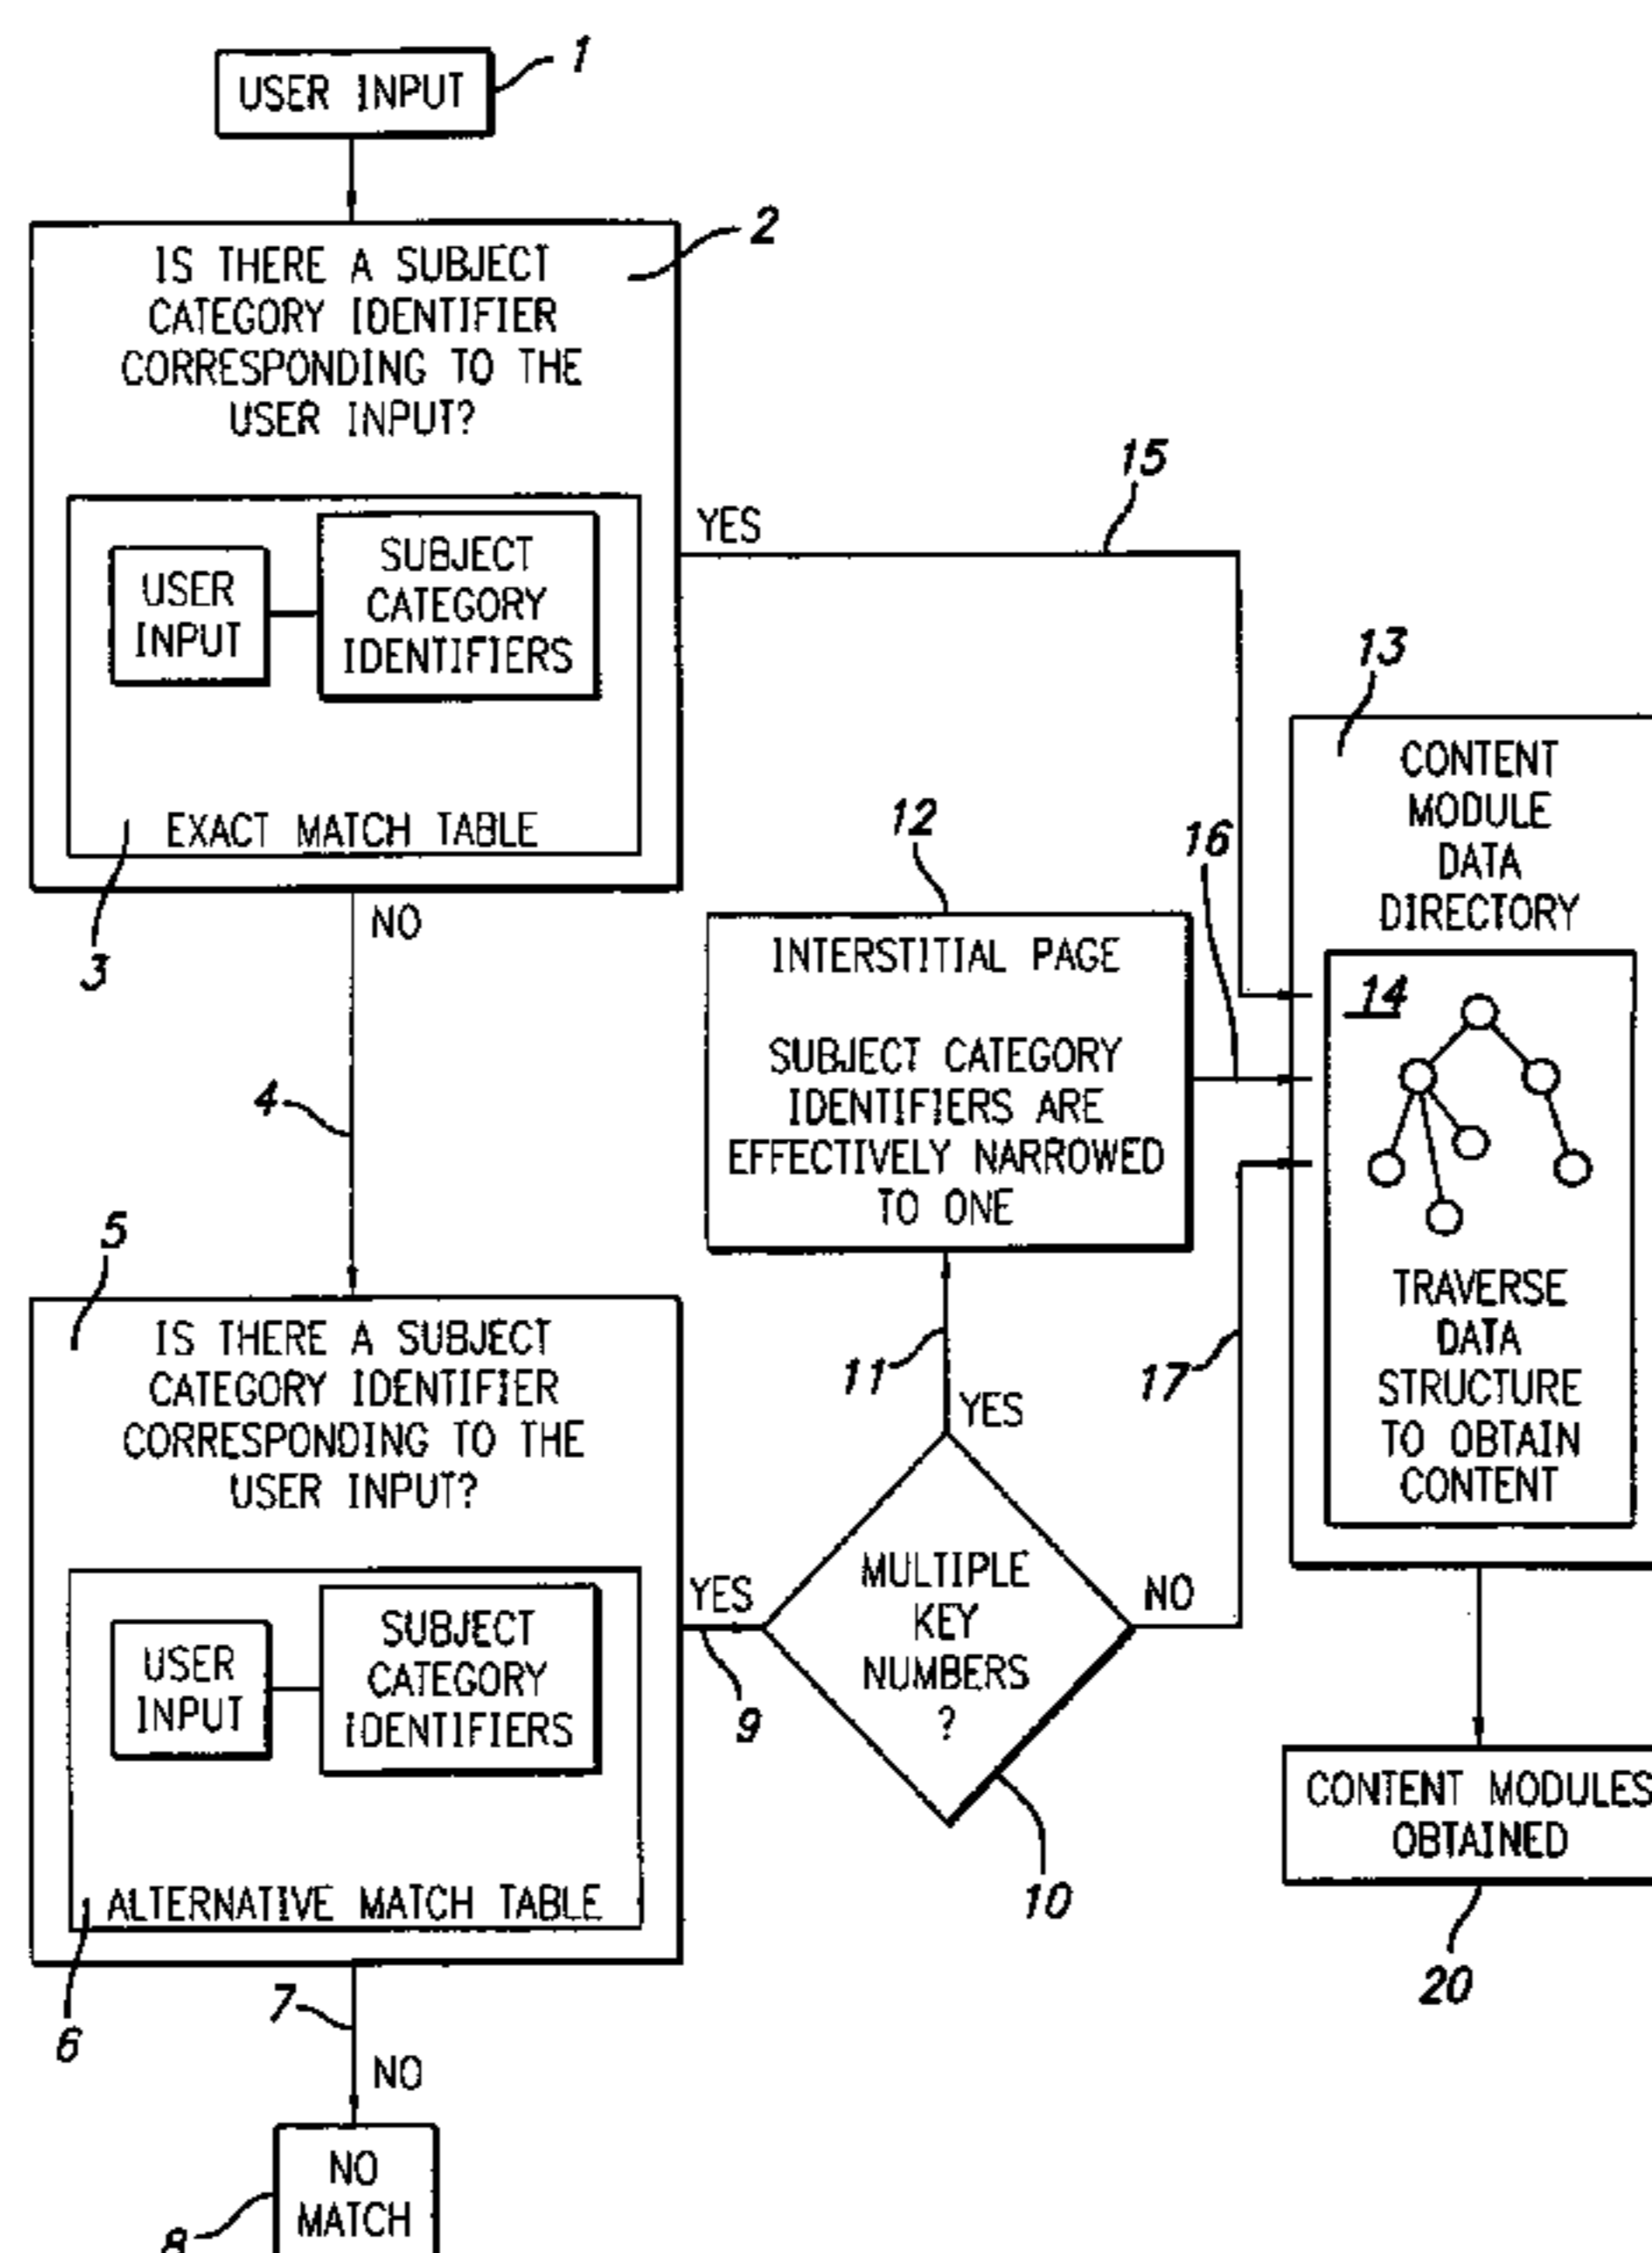 USER INPUT
1
IS THERE A SUBJECT
CATEGORY IDENTIFIER
CORRESPONDING TO THE
USER INPUT?
2
USER
INPUT
SUBJECT
CATEGORY
IDENTIFIERS
EXACT MATCH TABLE
3
YES
15
NO
4
12
INTERSTITIAL PAGE
SUBJECT CATEGORY
IDENTIFIERS ARE
EFFECTIVELY NARROWED
TO ONE
16
13
CONTENT
MODULE
DATA
DIRECTORY
14
TRAVERSE
DATA
STRUCTURE
TO OBTAIN
CONTENT
5
IS THERE A SUBJECT
CATEGORY IDENTIFIER
CORRESPONDING TO THE
USER INPUT?
USER
INPUT
SUBJECT
CATEGORY
IDENTIFIERS
ALTERNATIVE MATCH TABLE
6
YES
9
11
YES
MULTIPLE
KEY
NUMBERS
?
10
NO
17
CONTENT MODULES
OBTAINED
20
7
NO
NO
MATCH
8